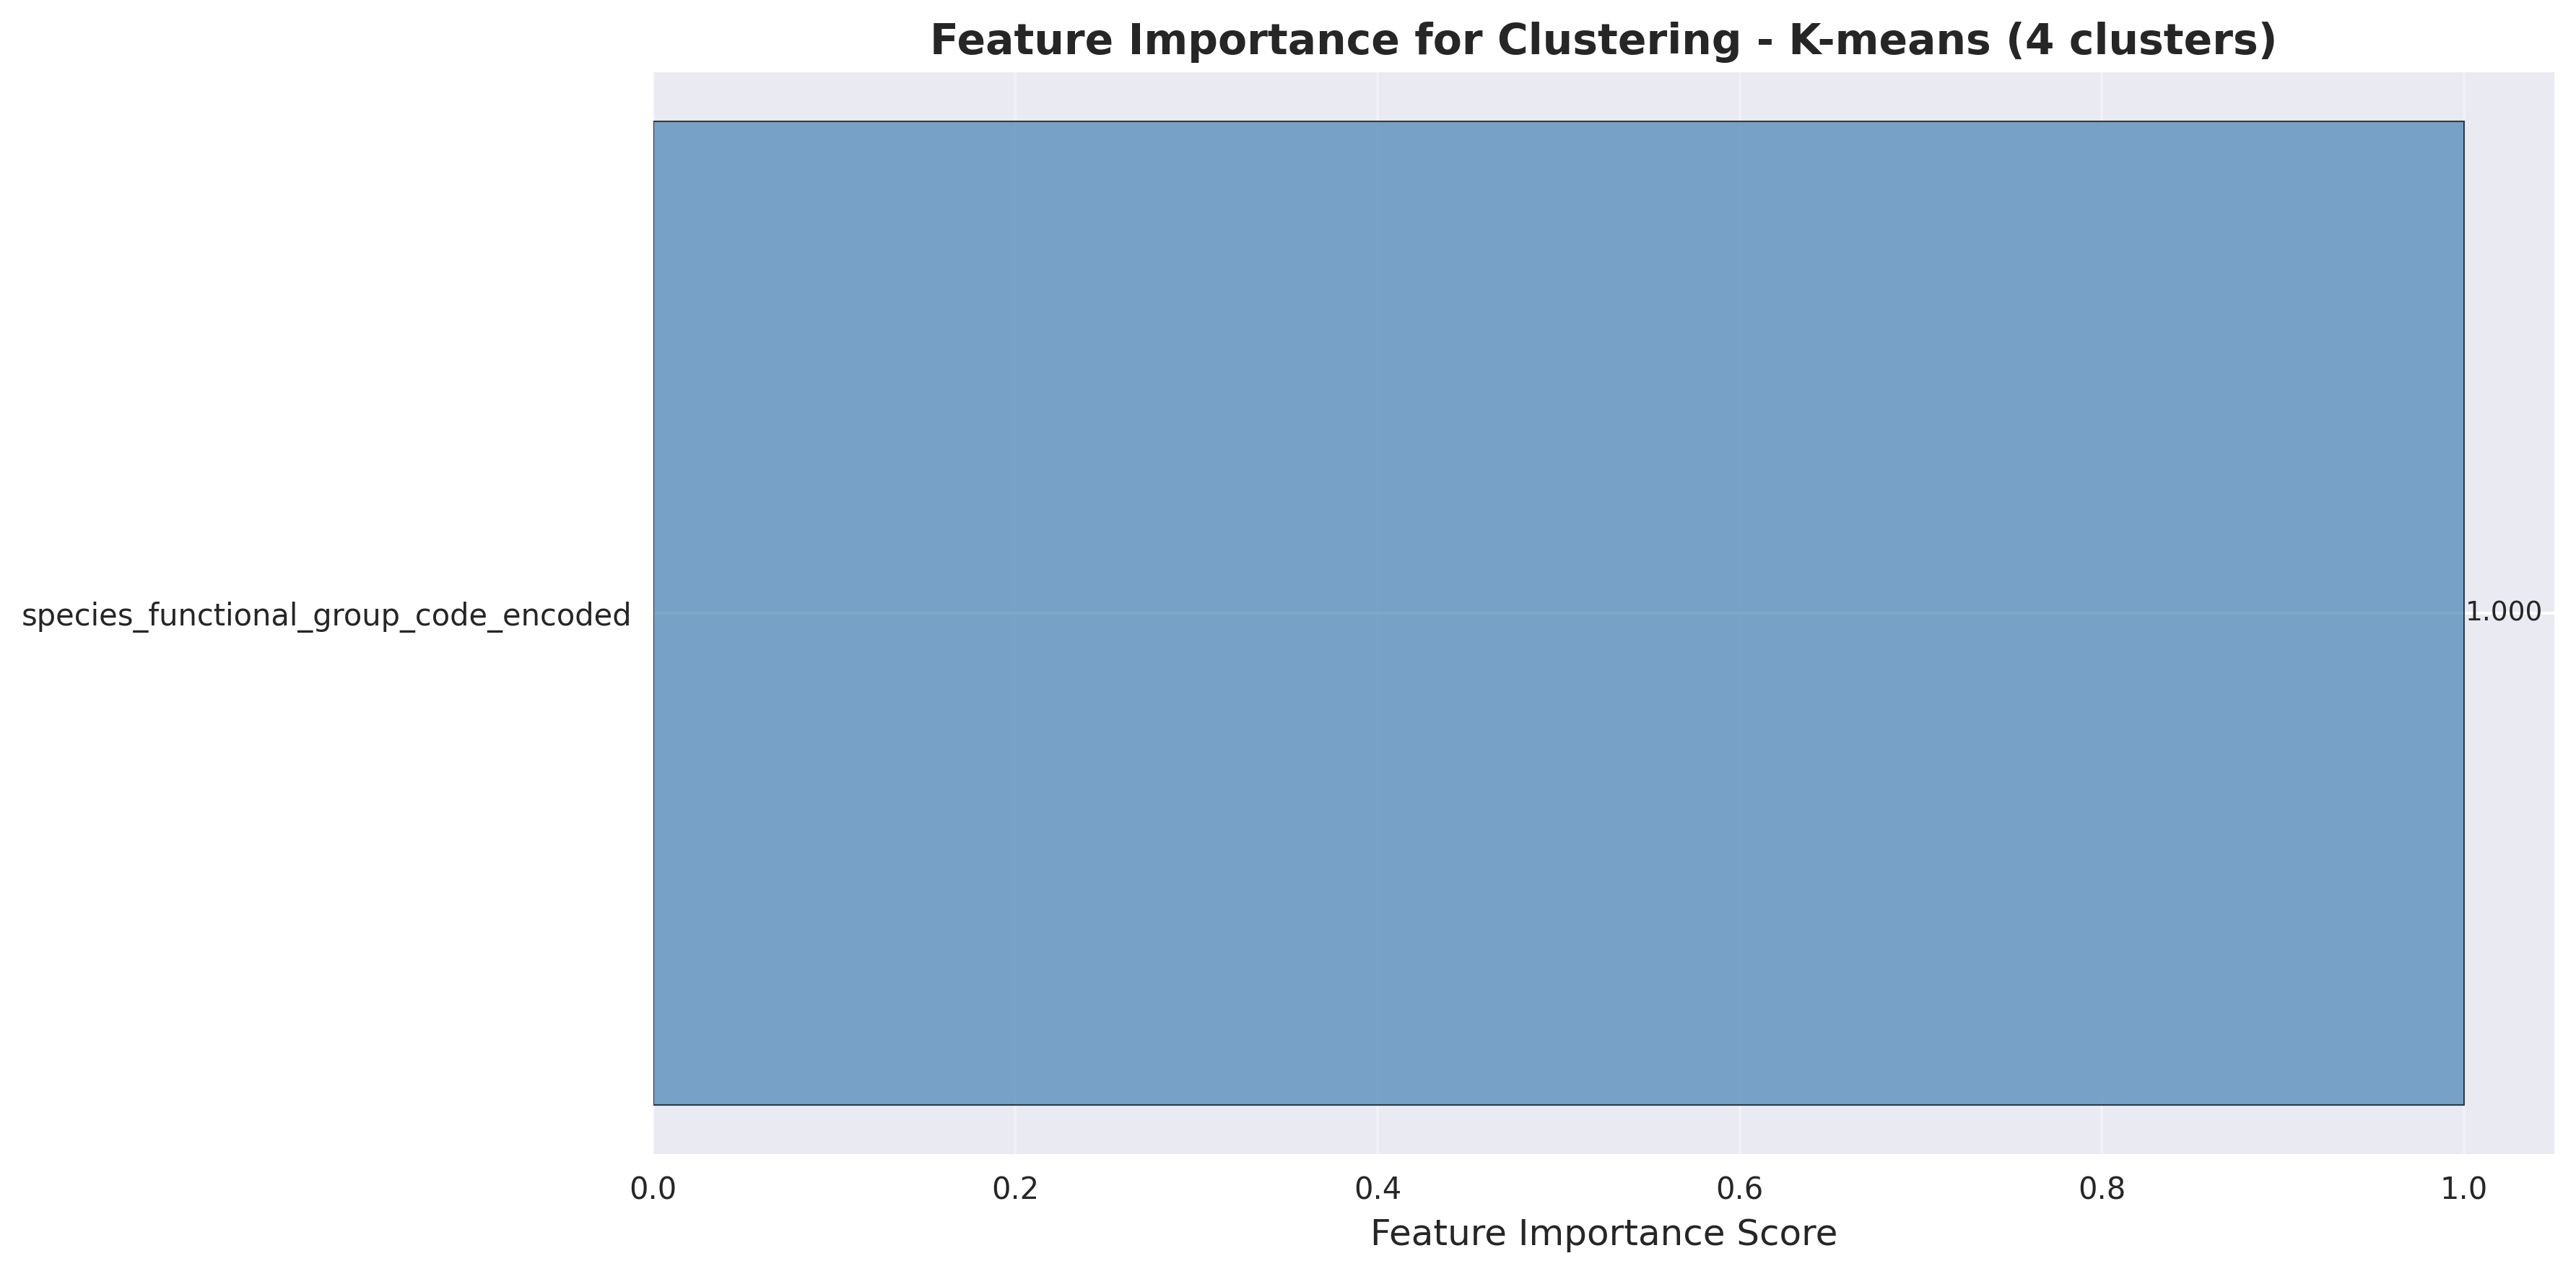 Feature Importance for Clustering - K-means (4 clusters)
species_functional_group_code_encoded
1.000
0.0 0.2 0.4 0.6 0.8 1.0
Feature Importance Score